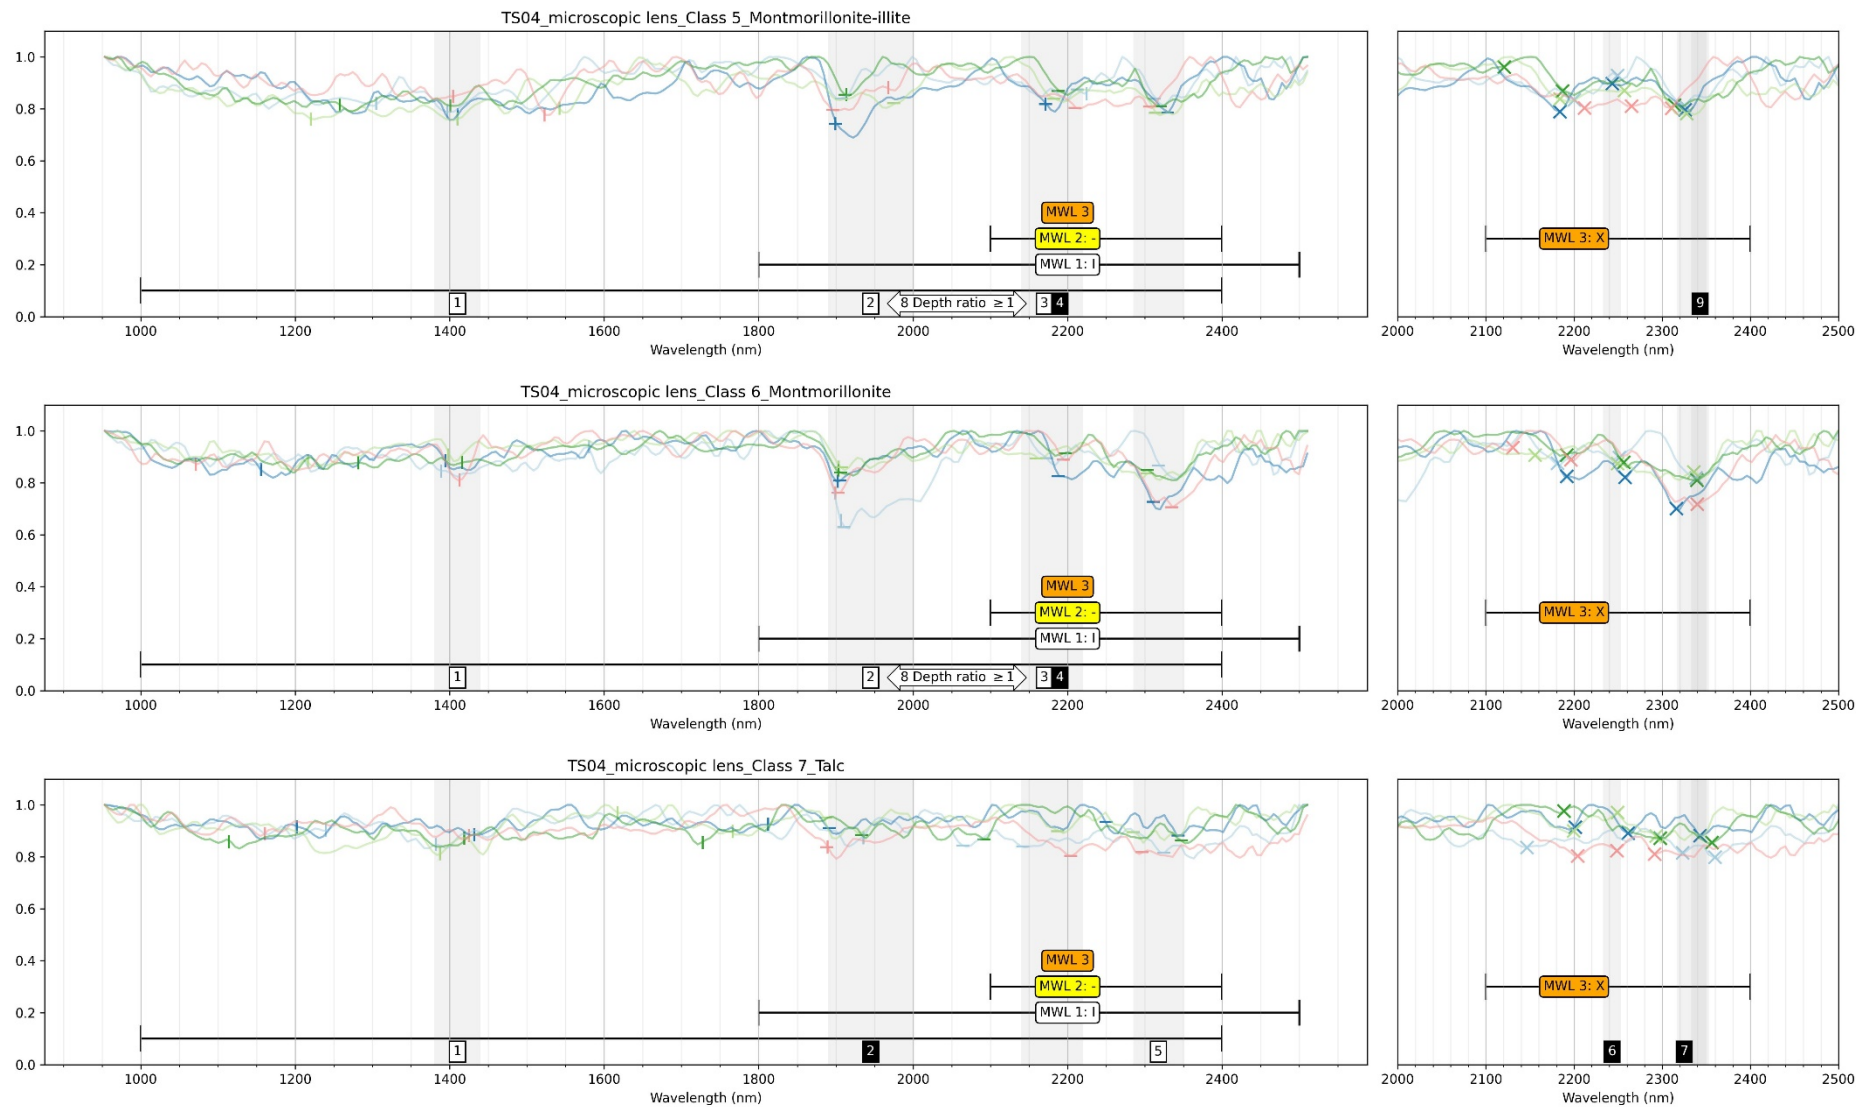 TS04_microscopic lens_Class 5_Montmorillonite-illite
1.0
0.8
0.6
0.4
0.2
0.0
MWL 3
MWL 2: -
MWL 1: I
1
2
8 Depth ratio ≥1
3
4
1000 1200 1400 1600 1800 2000 2200 2400
Wavelength (nm)
MWL 3: X
9
2000 2100 2200 2300 2400 2500
Wavelength (nm)
TS04_microscopic lens_Class 6_Montmorillonite
1.0
0.8
0.6
0.4
0.2
0.0
MWL 3
MWL 2: -
MWL 1: I
1
2
8 Depth ratio ≥1
3
4
1000 1200 1400 1600 1800 2000 2200 2400
Wavelength (nm)
MWL 3: X
2000 2100 2200 2300 2400 2500
Wavelength (nm)
TS04_microscopic lens_Class 7_Talc
1.0
0.8
0.6
0.4
0.2
0.0
MWL 3
MWL 2: -
MWL 1: I
1
2
5
1000 1200 1400 1600 1800 2000 2200 2400
Wavelength (nm)
MWL 3: X
6
7
2000 2100 2200 2300 2400 2500
Wavelength (nm)